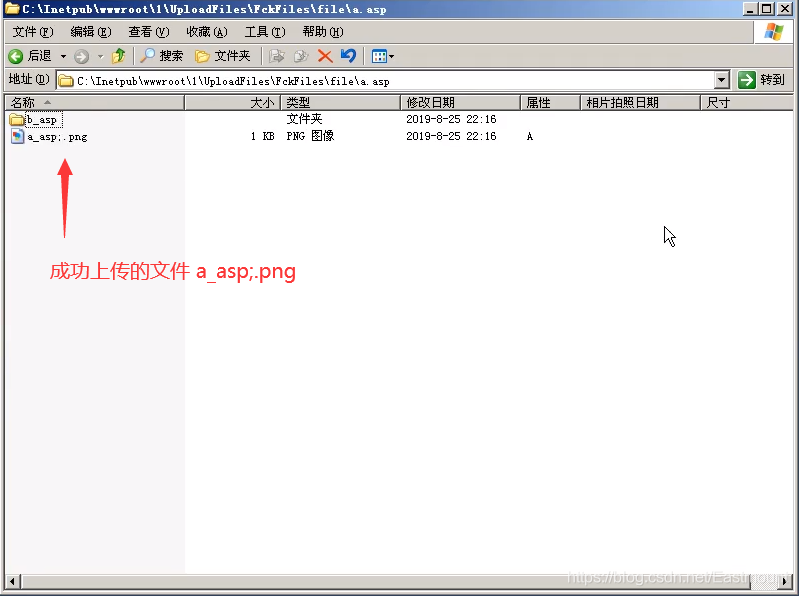 C:\Inetpub\wwwroot\1\UploadFiles\FckFiles\file\a.asp
文件(F) 编辑(E) 查看(V) 收藏(A) 工具(T) 帮助(H)
后退 搜索 文件夹
地址(D) C:\Inetpub\wwwroot\1\UploadFiles\FckFiles\file\a.asp 转到
名称 大小 类型 修改日期 属性 相片拍照日期 尺寸
b_asp 文件夹 2019-8-25 22:16
a_asp;.png 1 KB PNG 图像 2019-8-25 22:16 A
成功上传的文件 a_asp;.png
https://blog.csdn.net/Eastmount